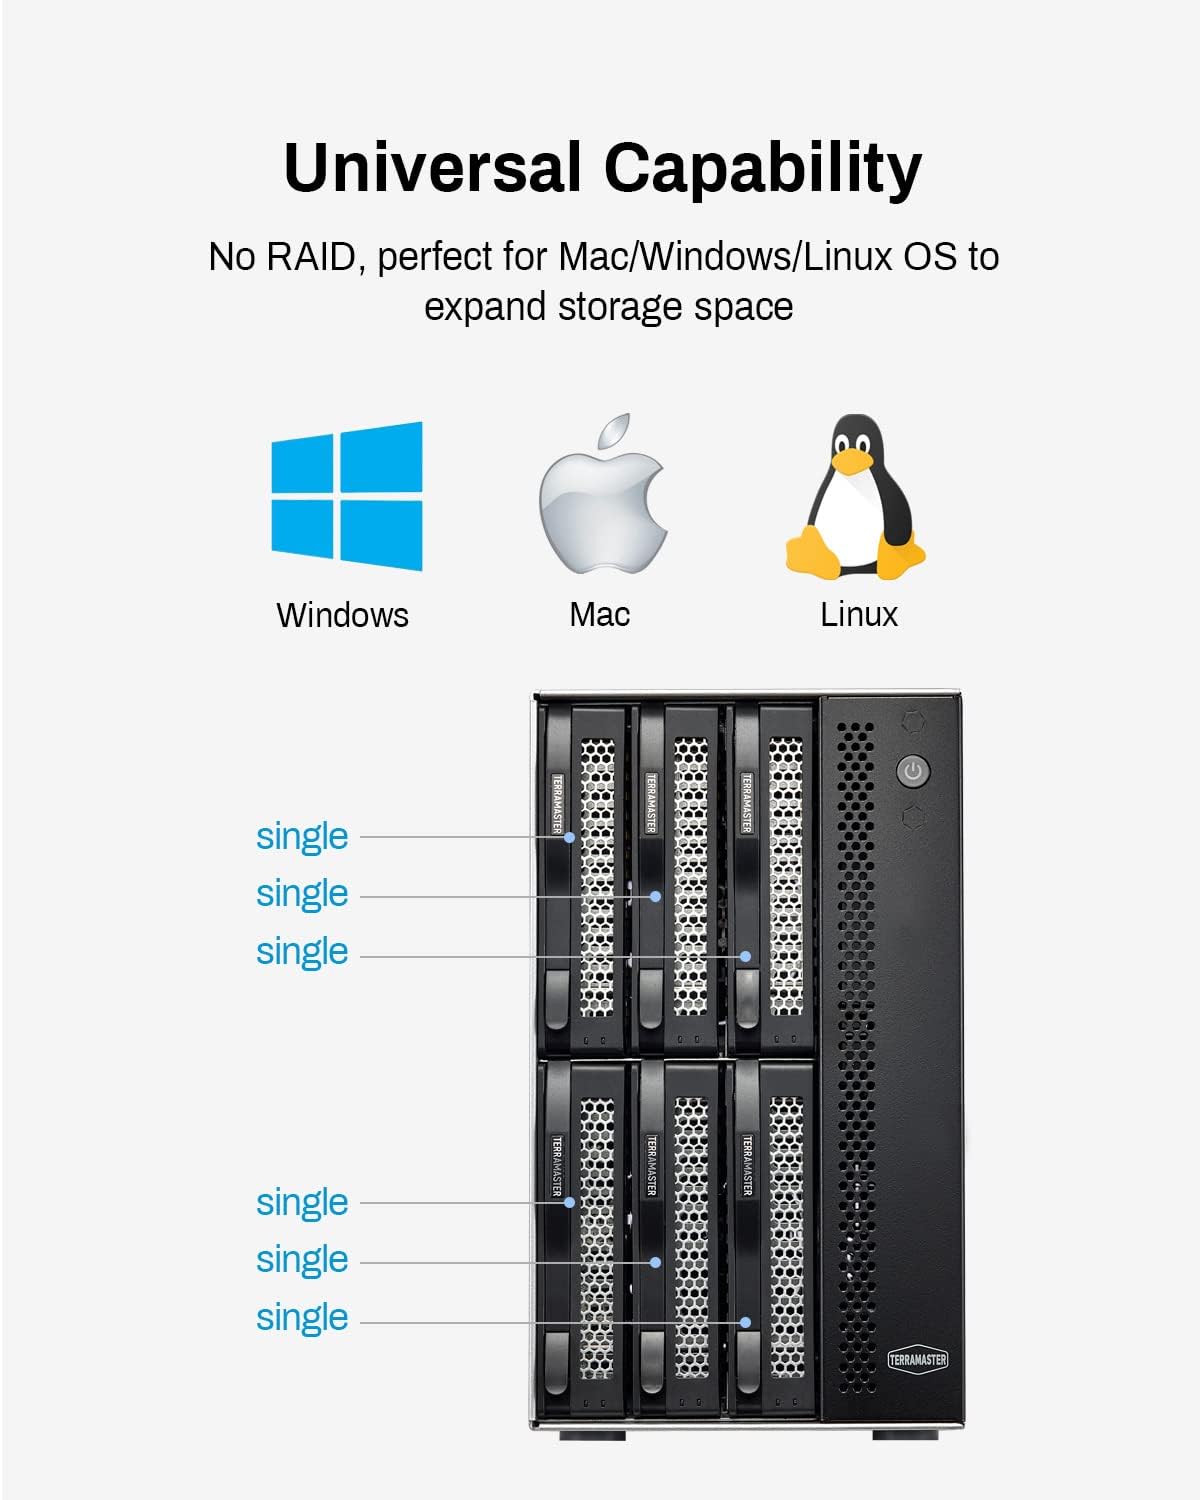 Universal Capability
No RAID, perfect for Mac/Windows/Linux OS to
expand storage space
Windows
Mac
Linux
TERRAMASTER
TERRAMASTER
TERRAMASTER
single
single
single
TERRAMASTER
TERRAMASTER
TERRAMASTER
single
single
single
TERRAMASTER